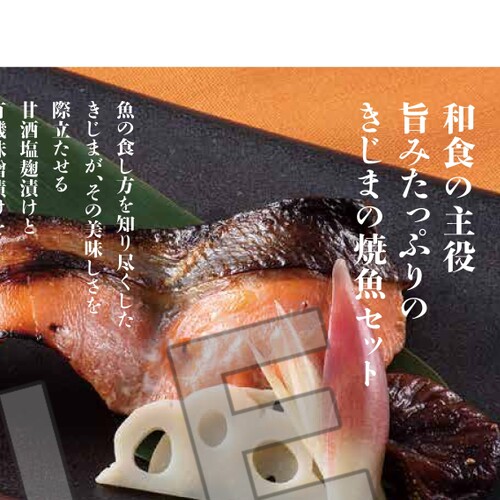 和食の主役
旨みたっぷりの
きじまの焼魚セット
魚の食し方を知り尽くした
きじまが、その美味しさを
際立たせる
甘酒塩麹漬けと